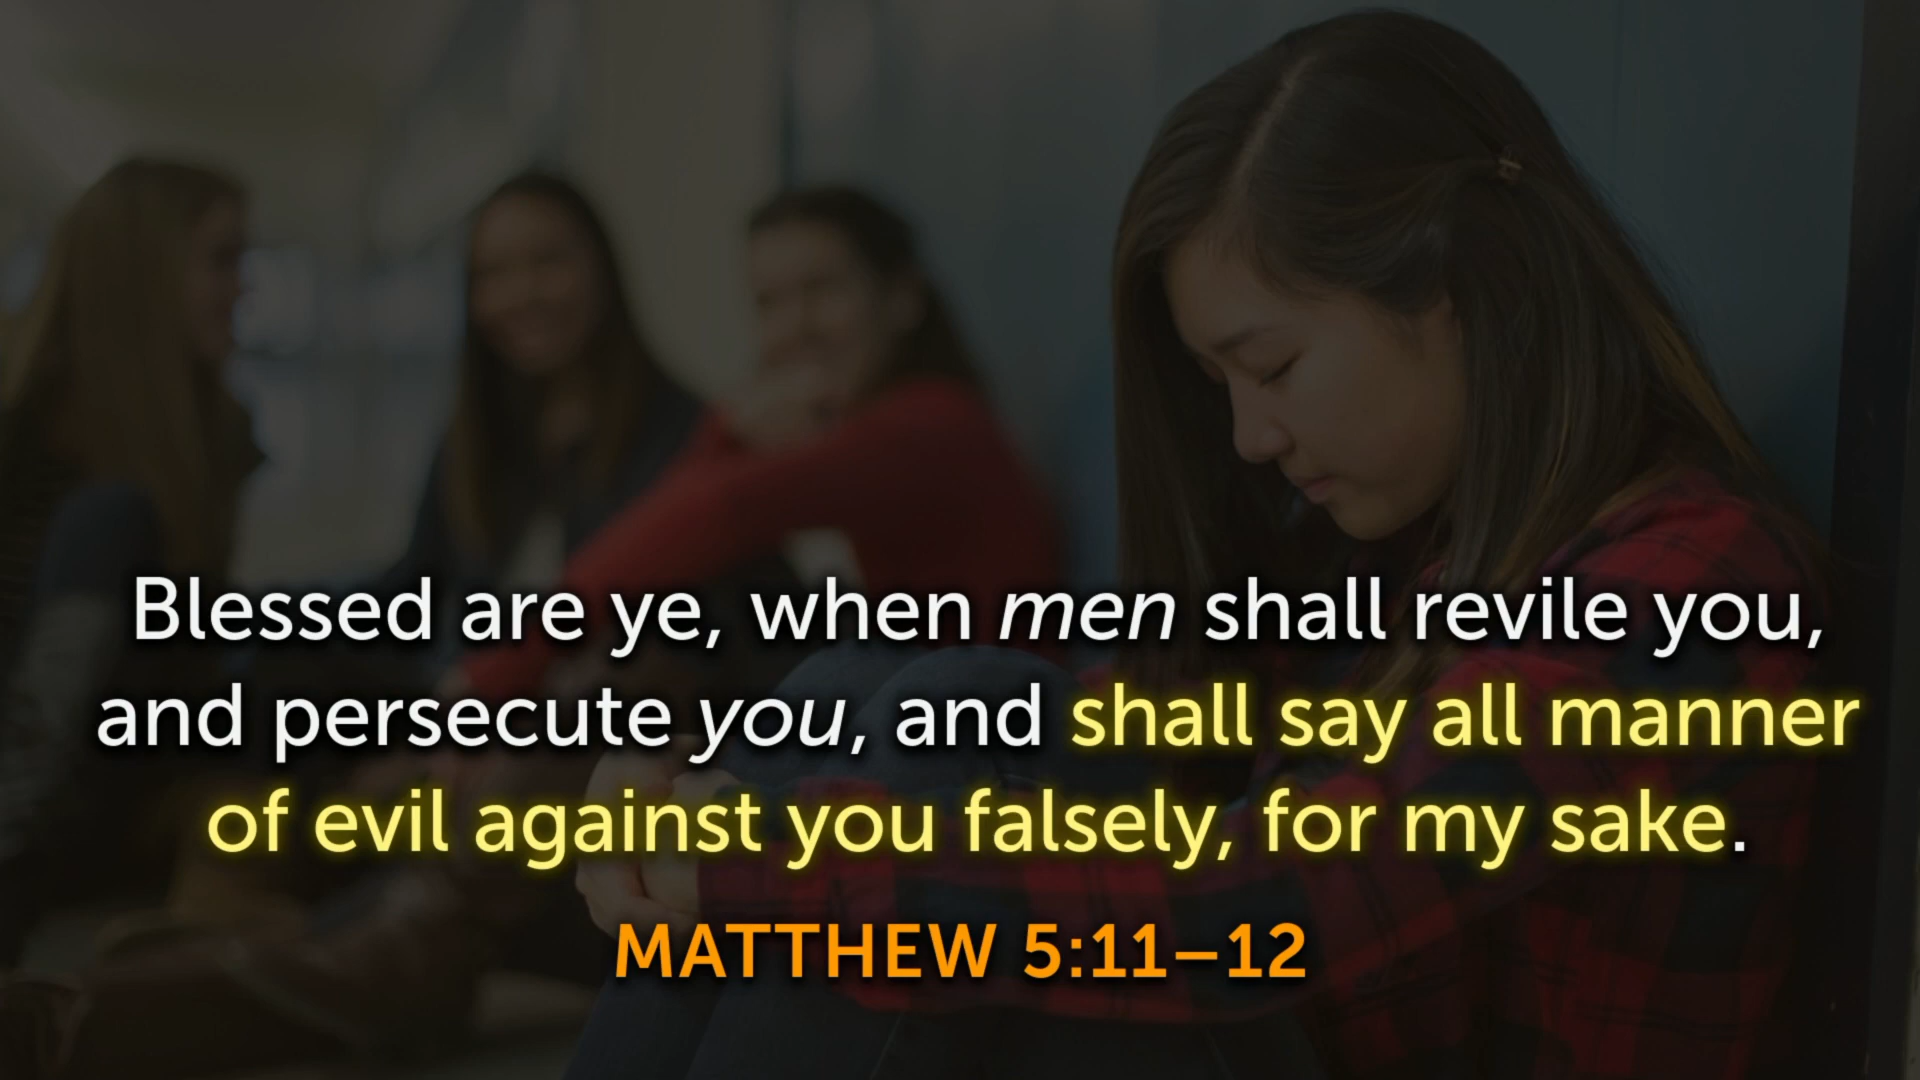 Blessed are ye, when men shall revile you,
and persecute you, and shall say all manner
of evil against you falsely, for my sake.
MATTHEW 5:11–12